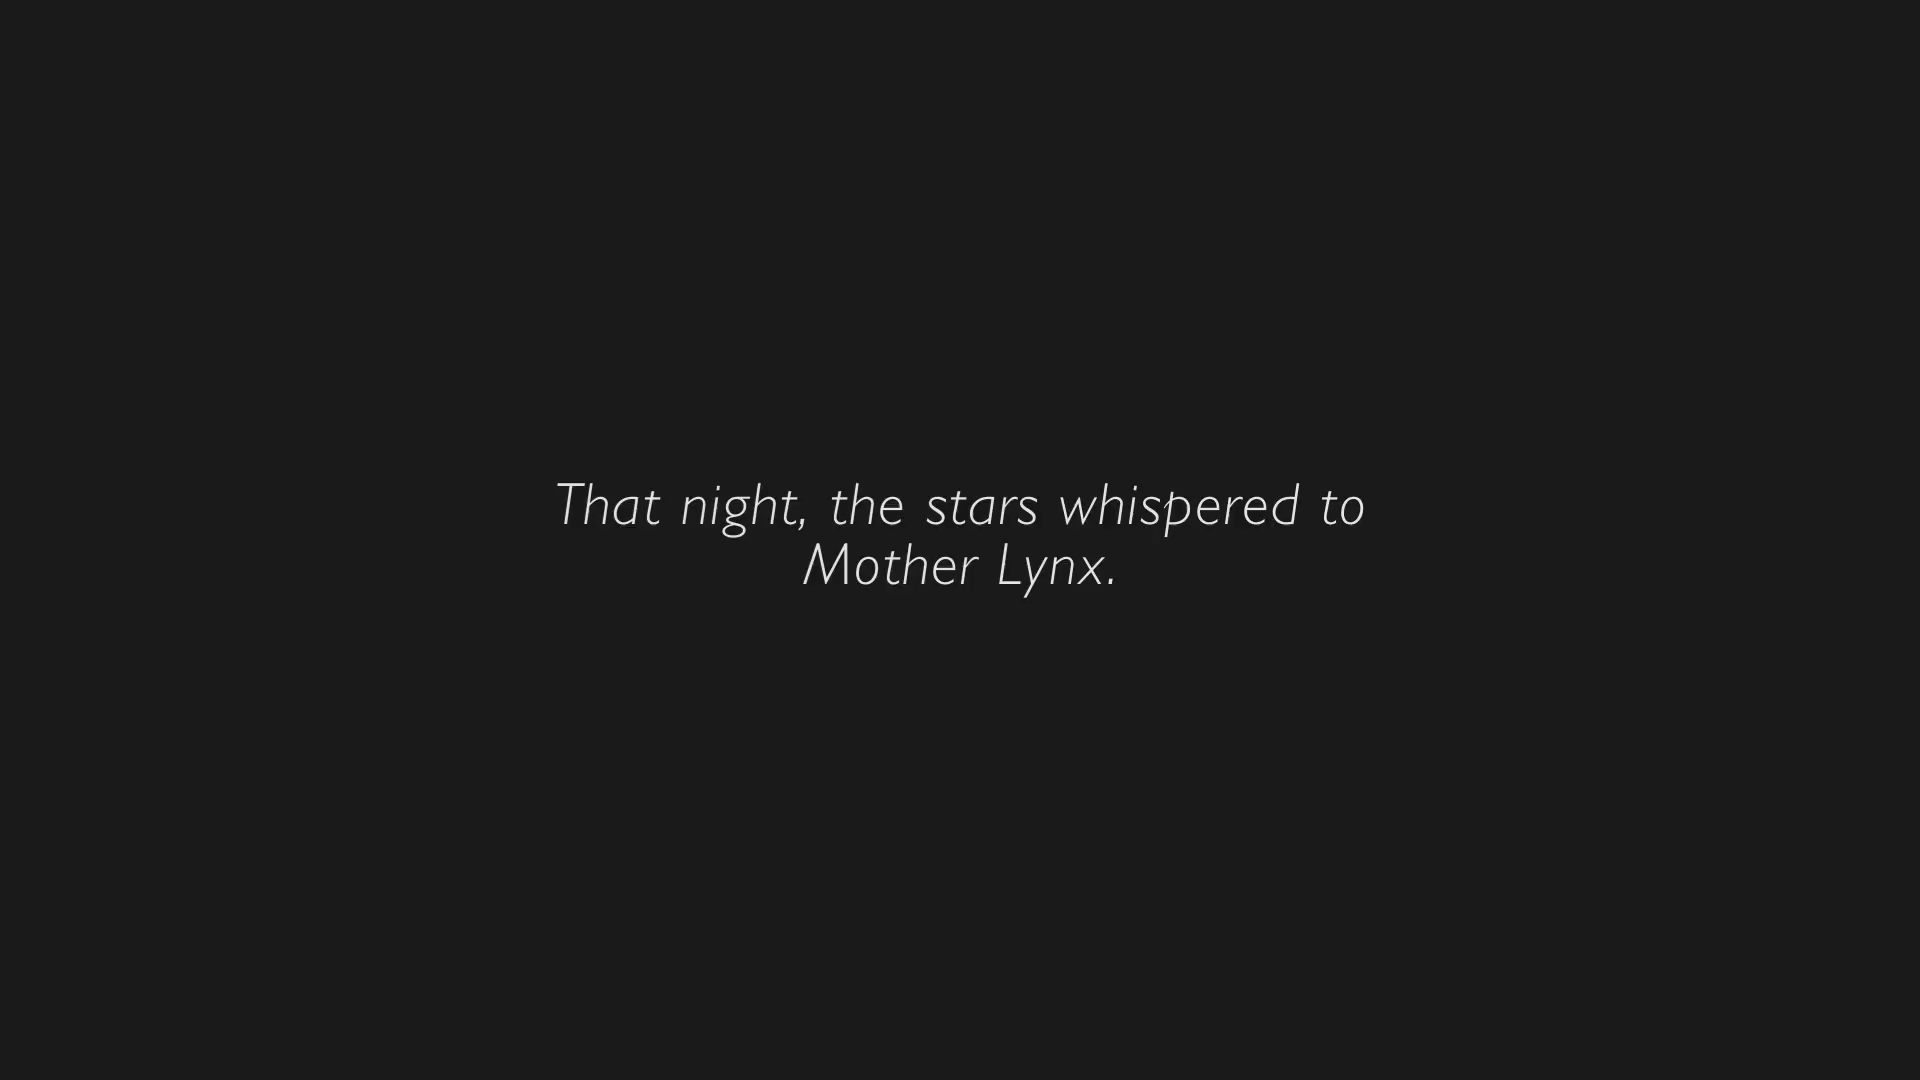 That night, the stars whispered to
Mother Lynx.